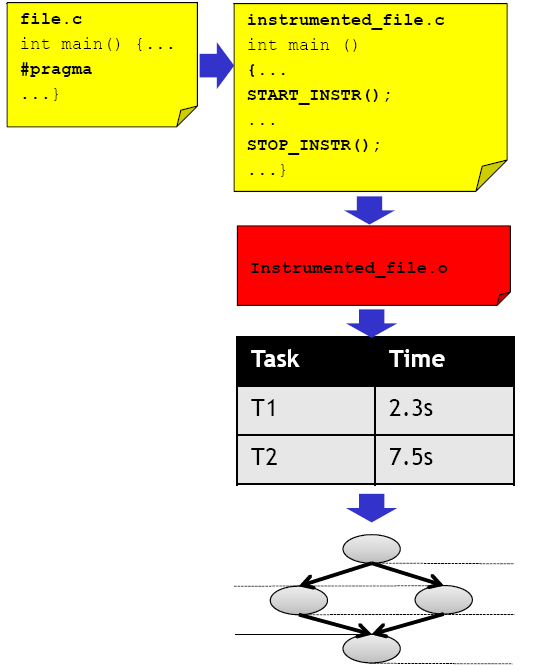 file.c
int main() {...
#pragma
...}
instrumented_file.c
int main ()
{...
START_INSTR();
...
STOP_INSTR();
...}
Instrumented_file.o
Task Time
T1 2.3s
T2 7.5s